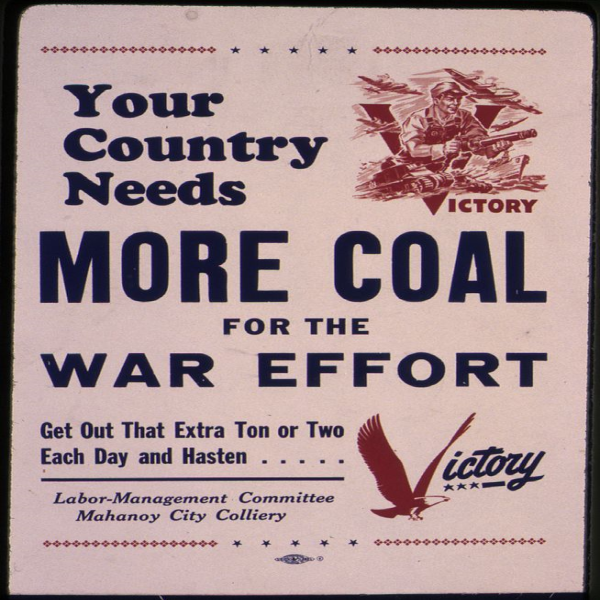 Your
Country
Needs
VICTORY
MORE COAL
FOR THE
WAR EFFORT
Get Out That Extra Ton or Two
Each Day and Hasten . . . . .
Victory
Labor-Management Committee
Mahanoy City Colliery